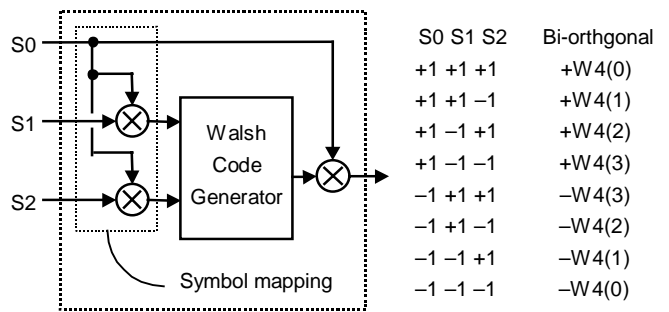 S0
S1
S2
Walsh
Code
Generator
Symbol mapping
S0 S1 S2 Bi-orthgonal
+1 +1 +1 +W4(0)
+1 +1 –1 +W4(1)
+1 –1 +1 +W4(2)
+1 –1 –1 +W4(3)
–1 +1 +1 –W4(3)
–1 +1 –1 –W4(2)
–1 –1 +1 –W4(1)
–1 –1 –1 –W4(0)